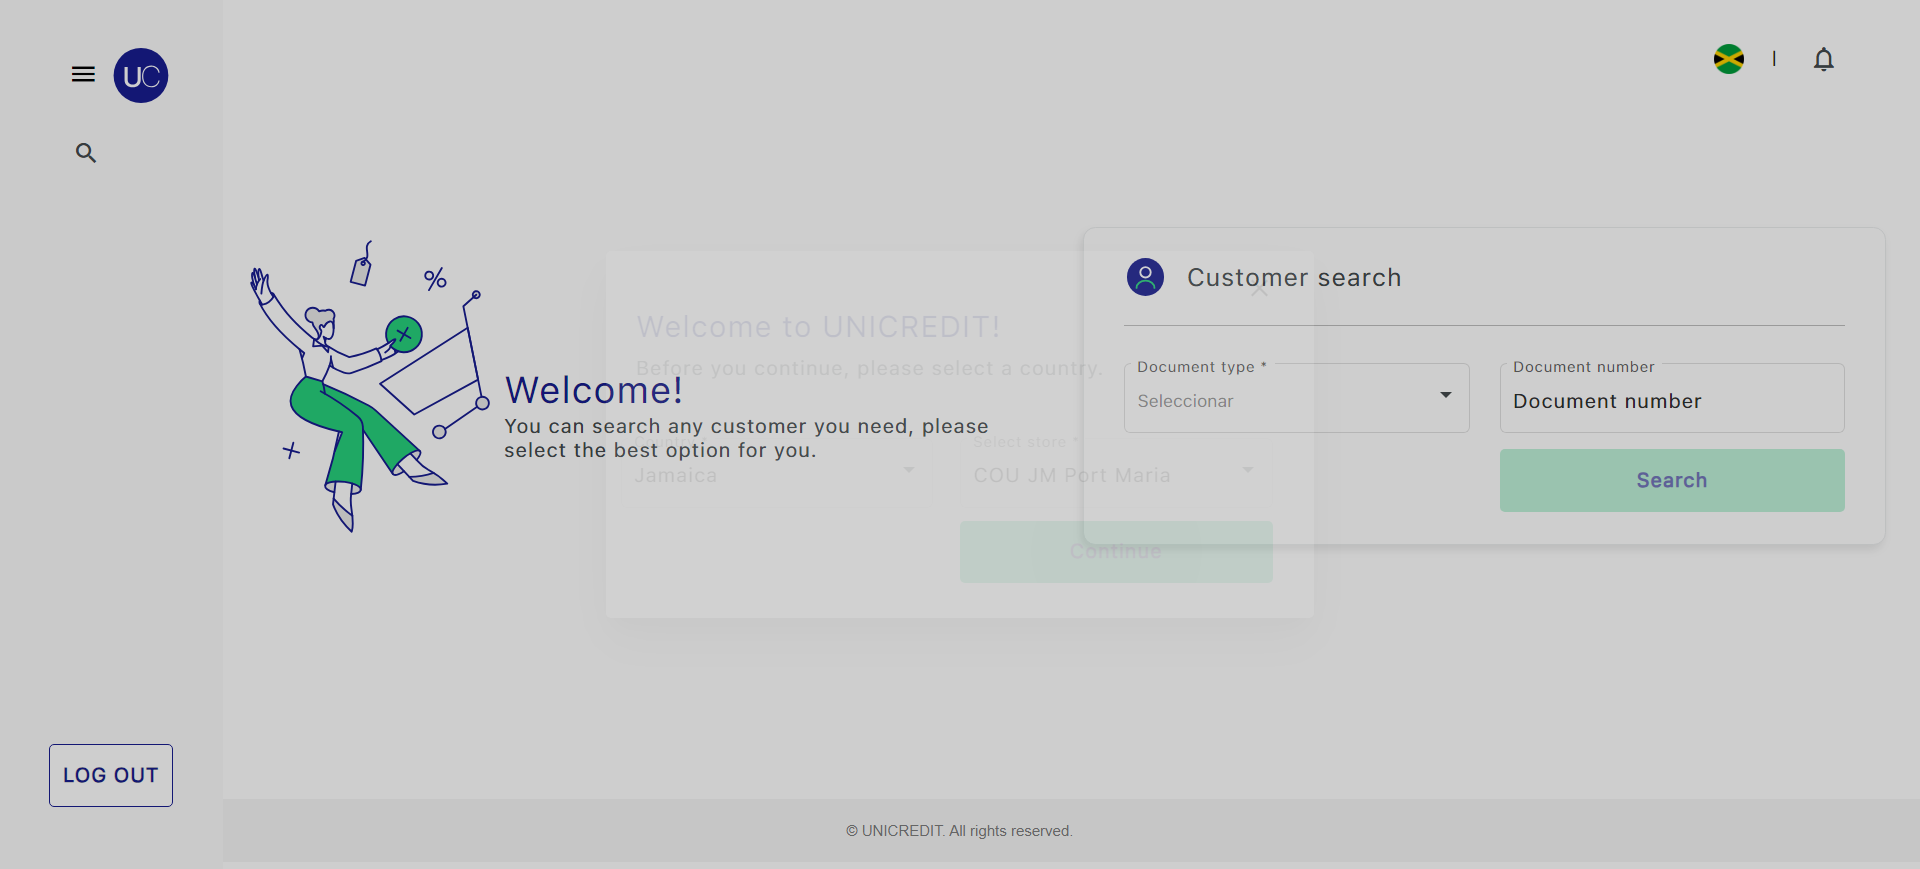 UC
Customer search
Welcome to UNICREDIT!
Before you continue, please select a country.
Document type *
Document number
Seleccionar
Document number
Welcome!
You can search any customer you need, please
select the best option for you.
Country *
Select store *
Jamaica
COU JM Port Maria
Search
Continue
LOG OUT
© UNICREDIT. All rights reserved.